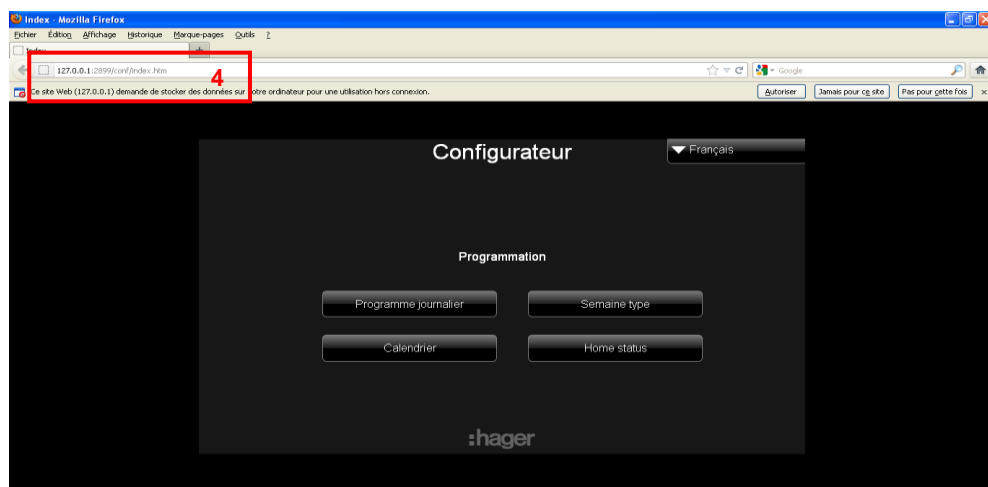 Index - Mozilla Firefox
Fichier Édition Affichage Historique Marque-pages Outils ?
Index
127.0.0.1:2899/conf/index.htm
4
Google
Ce site Web (127.0.0.1) demande de stocker des données sur votre ordinateur pour une utilisation hors connexion.
Autoriser Jamais pour ce site Pas pour cette fois
Configurateur
Français
Programmation
Programme journalier Semaine type
Calendrier Home status
:hager